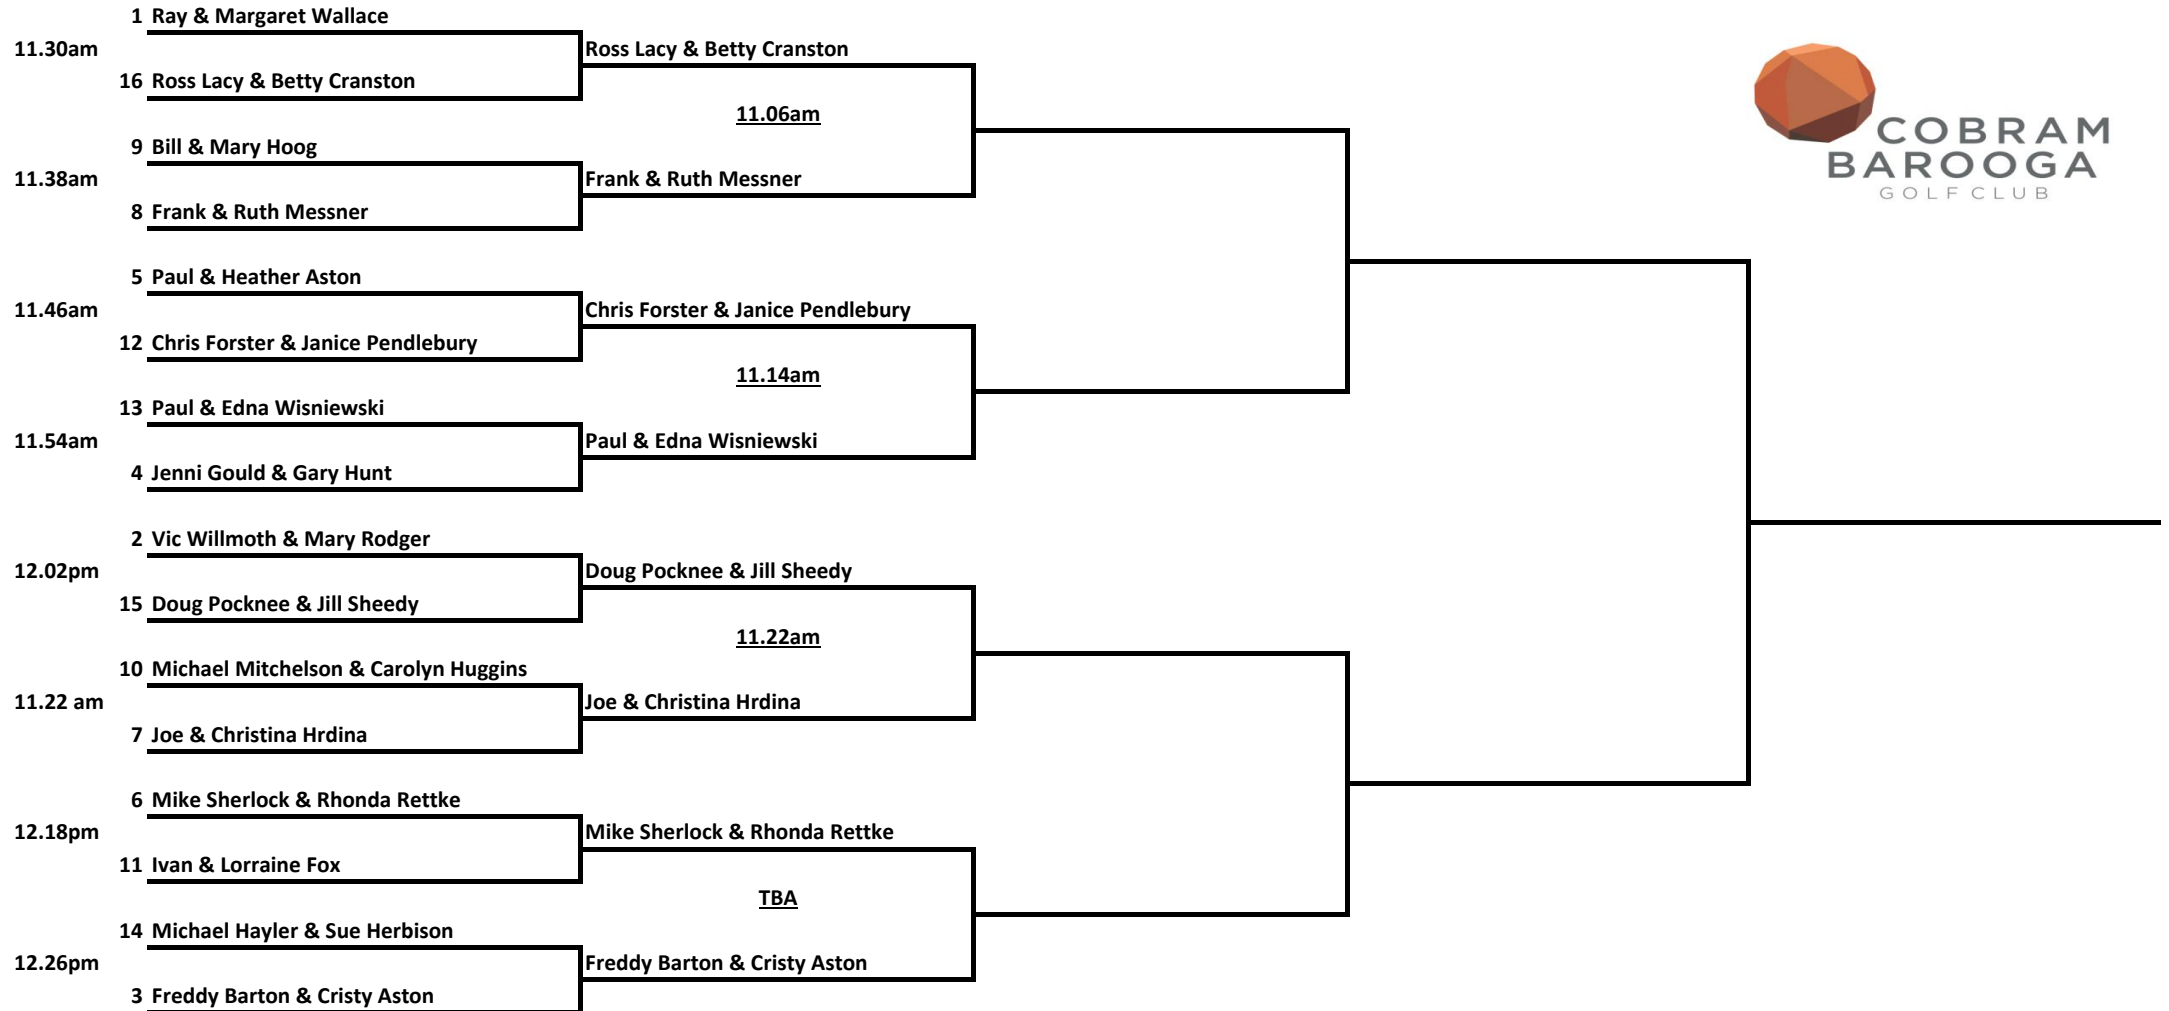 1 Ray & Margaret Wallace
11.30am
Ross Lacy & Betty Cranston
16 Ross Lacy & Betty Cranston
11.06am
9 Bill & Mary Hoog
11.38am
Frank & Ruth Messner
8 Frank & Ruth Messner
5 Paul & Heather Aston
11.46am
Chris Forster & Janice Pendlebury
12 Chris Forster & Janice Pendlebury
11.14am
13 Paul & Edna Wisniewski
11.54am
Paul & Edna Wisniewski
4 Jenni Gould & Gary Hunt
2 Vic Willmoth & Mary Rodger
12.02pm
Doug Pocknee & Jill Sheedy
15 Doug Pocknee & Jill Sheedy
11.22am
10 Michael Mitchelson & Carolyn Huggins
11.22 am
Joe & Christina Hrdina
7 Joe & Christina Hrdina
6 Mike Sherlock & Rhonda Rettke
12.18pm
Mike Sherlock & Rhonda Rettke
11 Ivan & Lorraine Fox
TBA
14 Michael Hayler & Sue Herbison
12.26pm
Freddy Barton & Cristy Aston
3 Freddy Barton & Cristy Aston
COBRAM
BAROOGA
GOLF CLUB